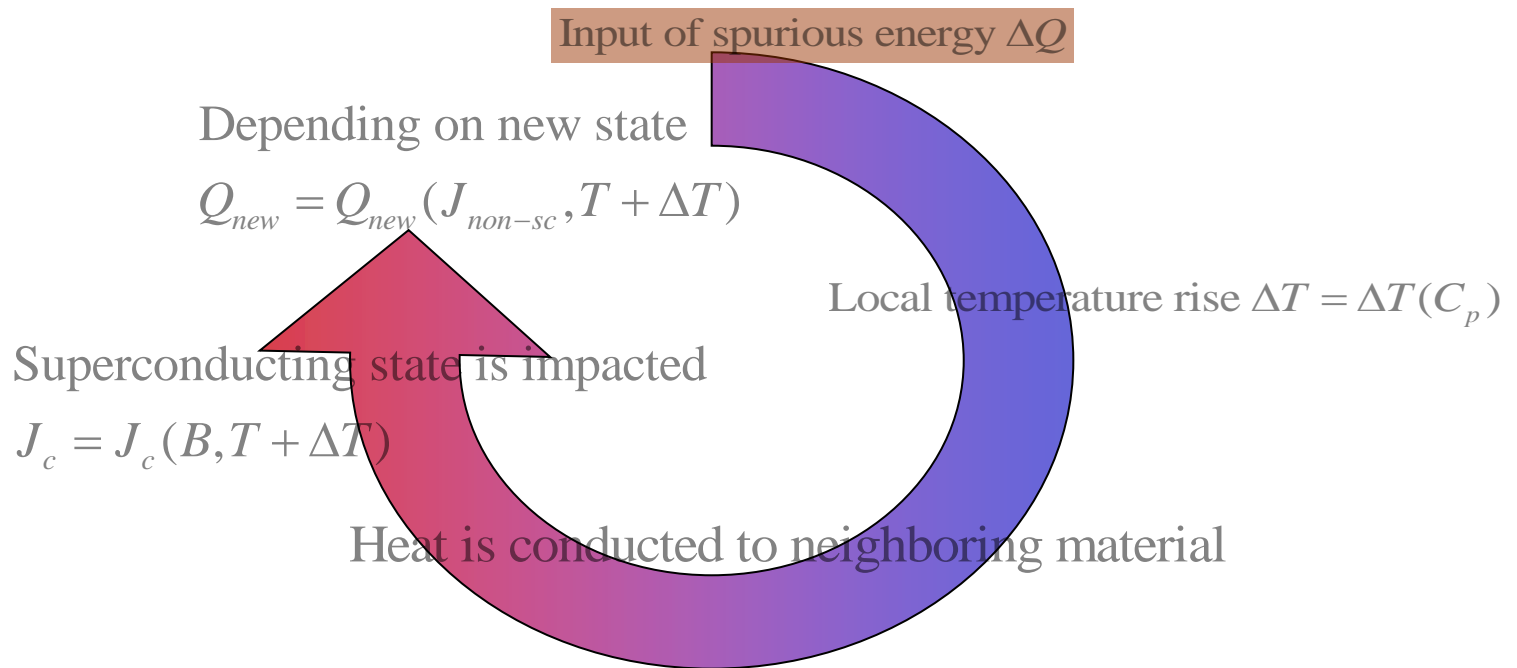 Input of spurious energy ΔQ
Local temperature rise ΔT = ΔT(C_p)
Heat is conducted to neighboring material
Superconducting state is impacted
J_c = J_c(B,T + ΔT)
Depending on new state
Q_new = Q_new(J_non−sc,T + ΔT)